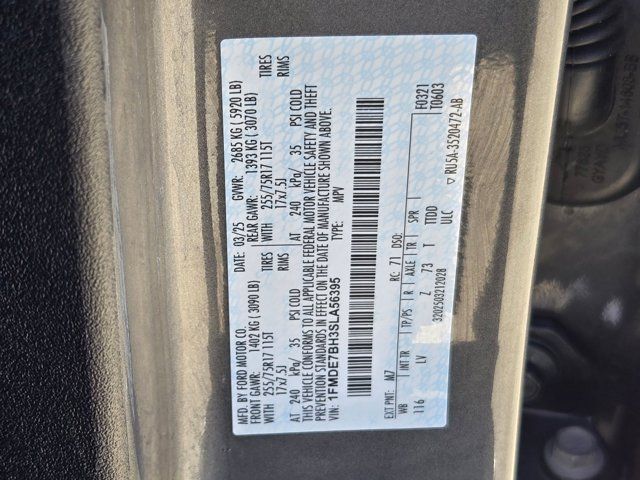 MFD. BY FORD MOTOR CO.
DATE: 03/25 GVWR: 2685 KG ( 5920 LB)
FRONT GAWR: 1402 KG ( 3090 LB) REAR GAWR: 1393 KG ( 3070 LB)
WITH 255/75R17 115T TIRES WITH 255/75R17 115T TIRES
17x7.5J RIMS 17x7.5J RIMS
AT 240 kPa/ 35 PSI COLD AT 240 kPa/ 35 PSI COLD
THIS VEHICLE CONFORMS TO ALL APPLICABLE FEDERAL MOTOR VEHICLE SAFETY AND THEFT
PREVENTION STANDARDS IN EFFECT ON THE DATE OF MANUFACTURE SHOWN ABOVE.
VIN: 1FMDE7BH3SLA56395 TYPE: MPV
EXT PNT: M7 RC: 71 DSO: F0321
T0603
WB INT TR TP/PS R AXLE TR SPR
116 LV Z 73 T TTDD
ULC
3202503212028 ▽ RU5A-3520472-AB